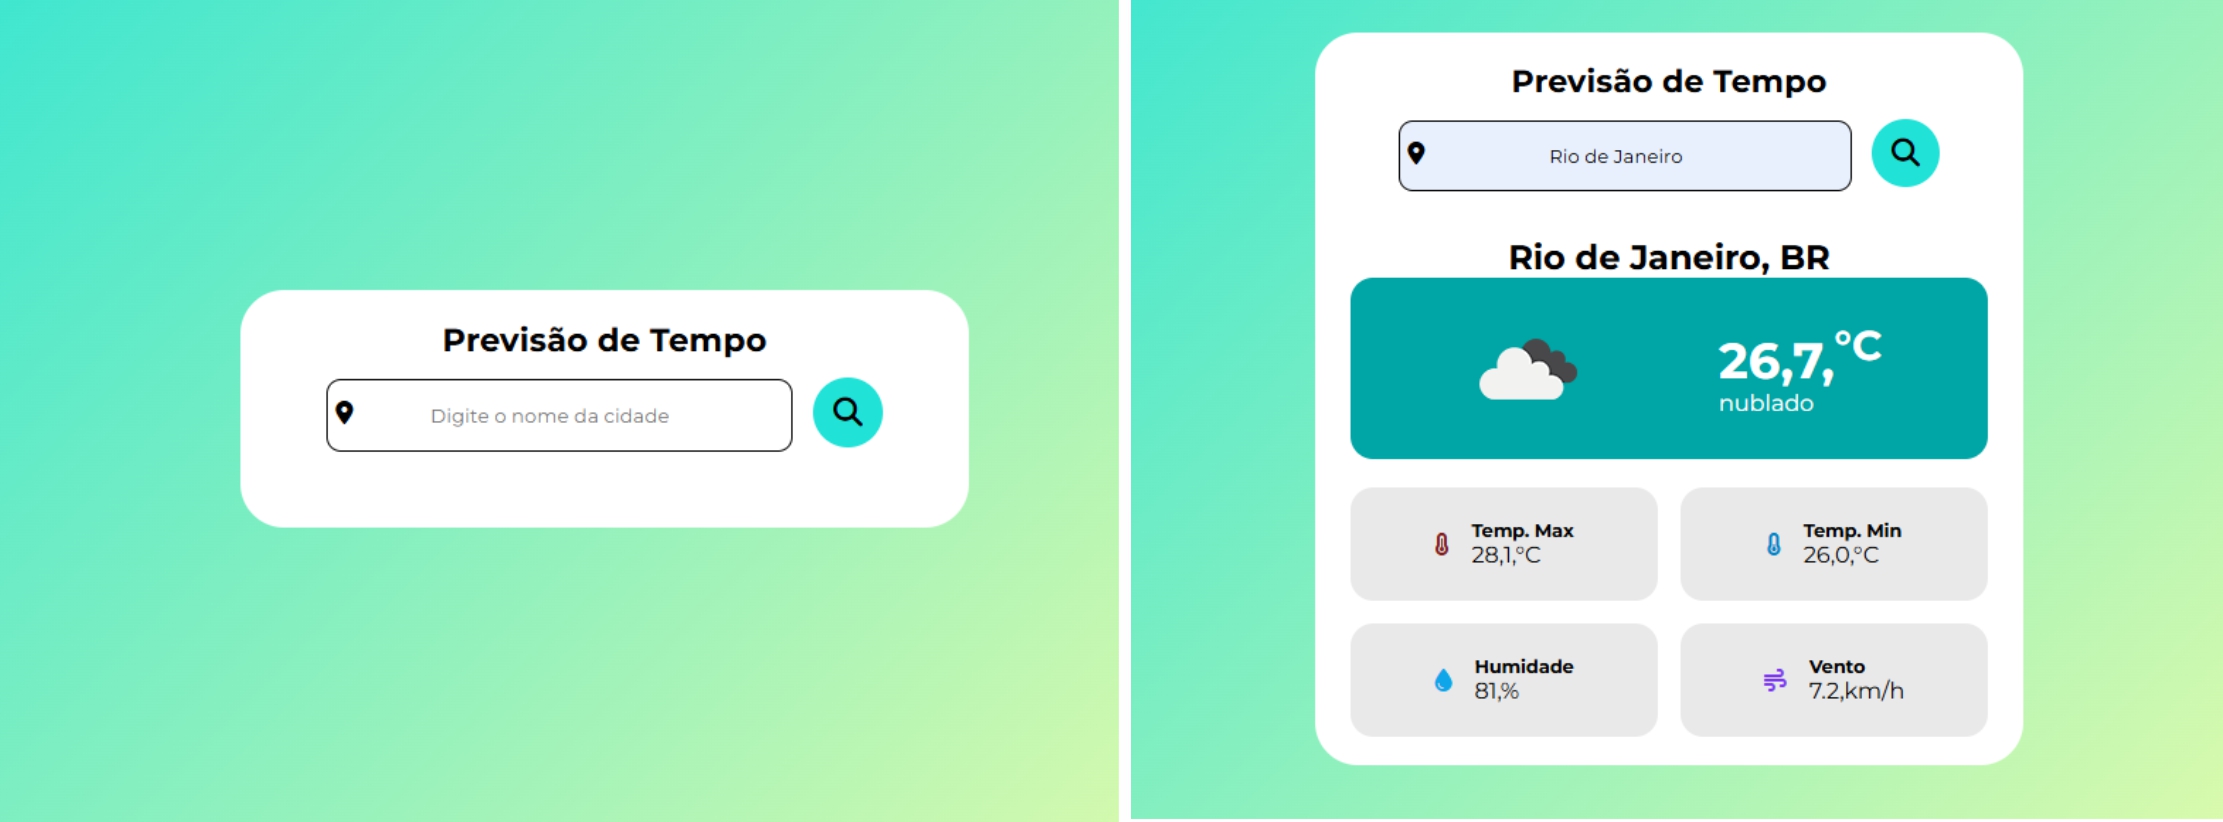 Previsão de Tempo
Digite o nome da cidade
Previsão de Tempo
Rio de Janeiro
Rio de Janeiro, BR
26,7,°C
nublado
Temp. Max
28,1,°C
Temp. Min
26,0,°C
Humidade
81,%
Vento
7.2,km/h